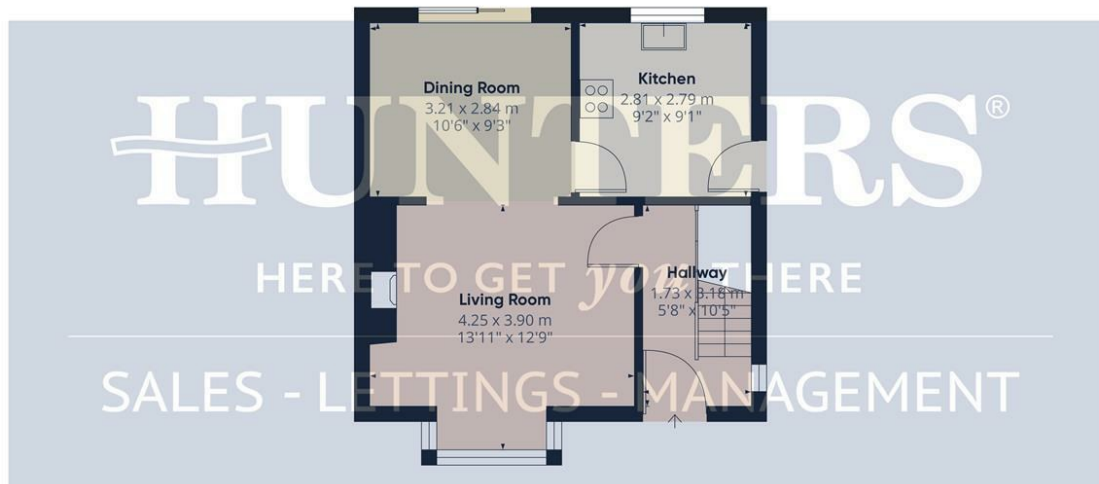 Dining Room
3.21 x 2.84 m
10'6" x 9'3"
Kitchen
2.81 x 2.79 m
9'2" x 9'1"
HUNTERS®
HERE TO GET you THERE
Living Room
4.25 x 3.90 m
13'11" x 12'9"
Hallway
1.73 x 3.18 m
5'8" x 10'5"
SALES - LETTINGS - MANAGEMENT